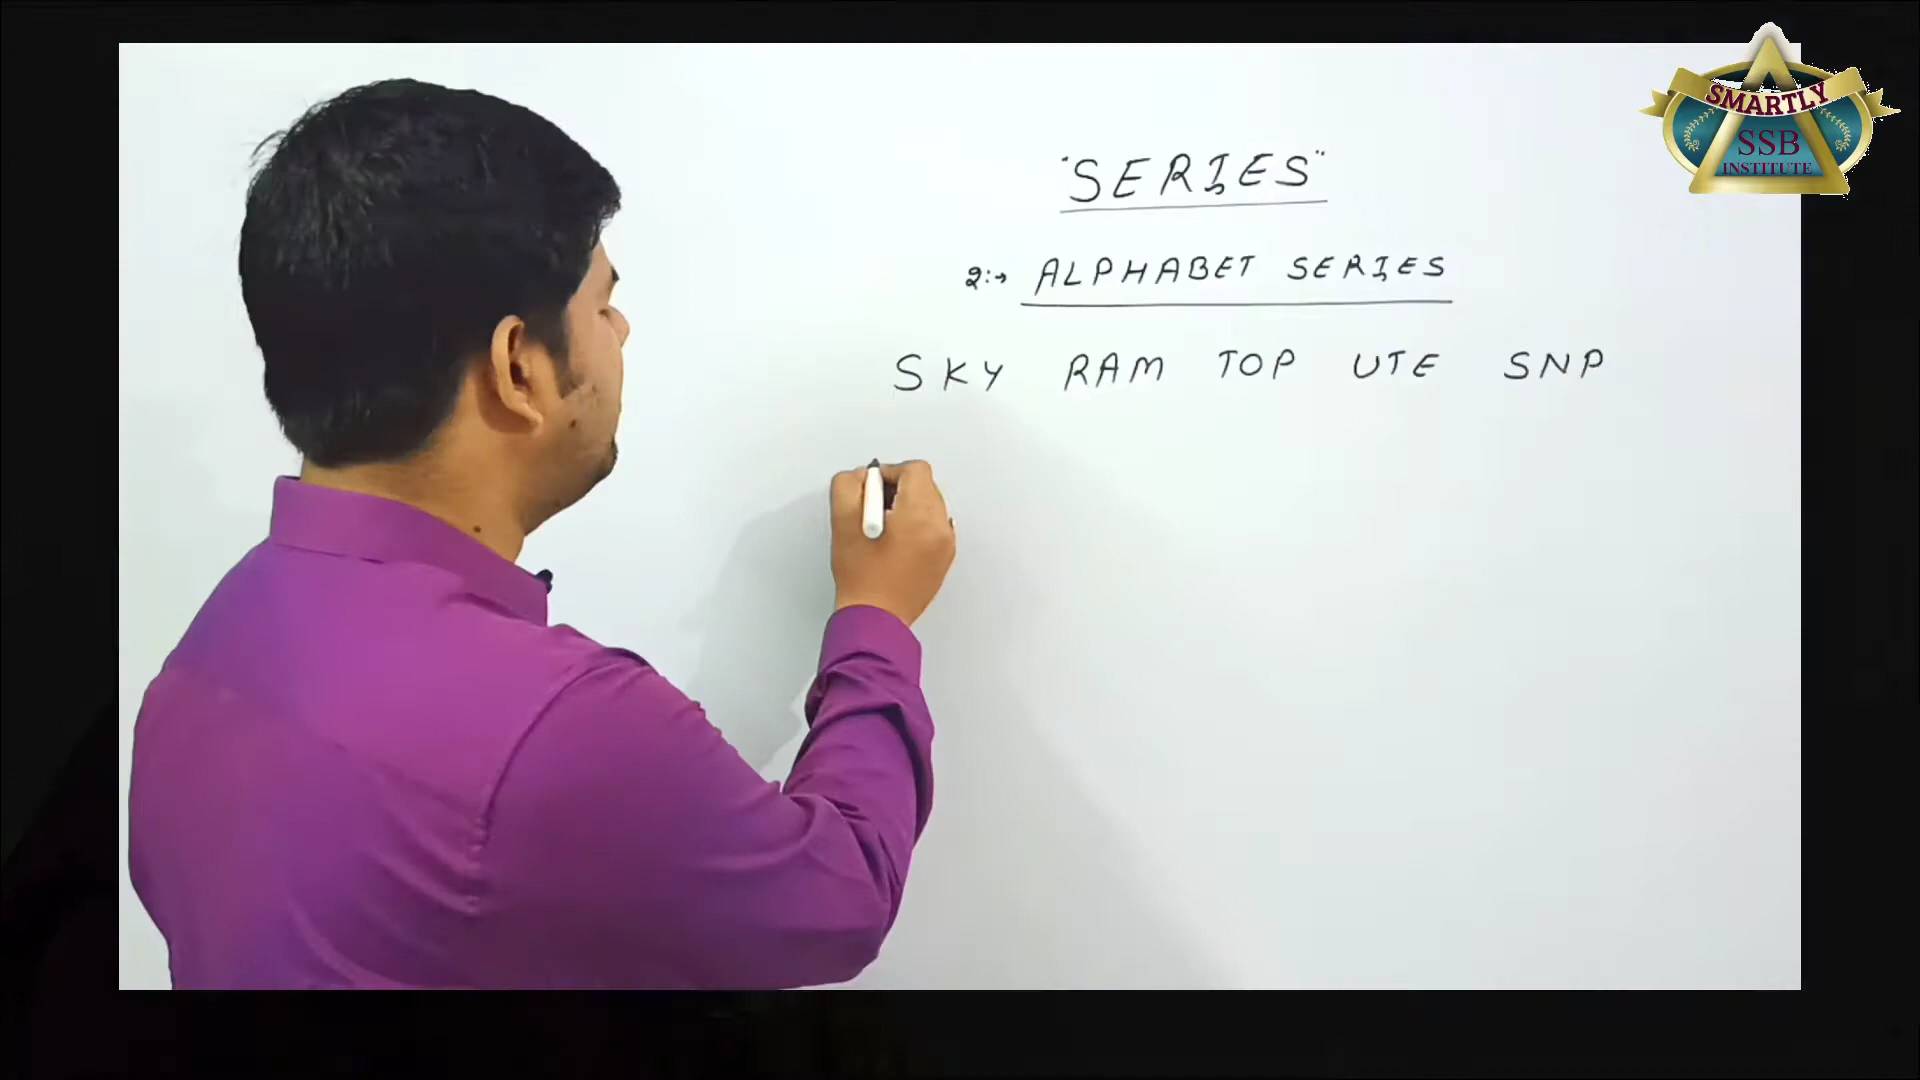 "SERIES"
2:→ ALPHABET SERIES
SKY RAM TOP UTE SNP
SMARTLY
SSB
INSTITUTE